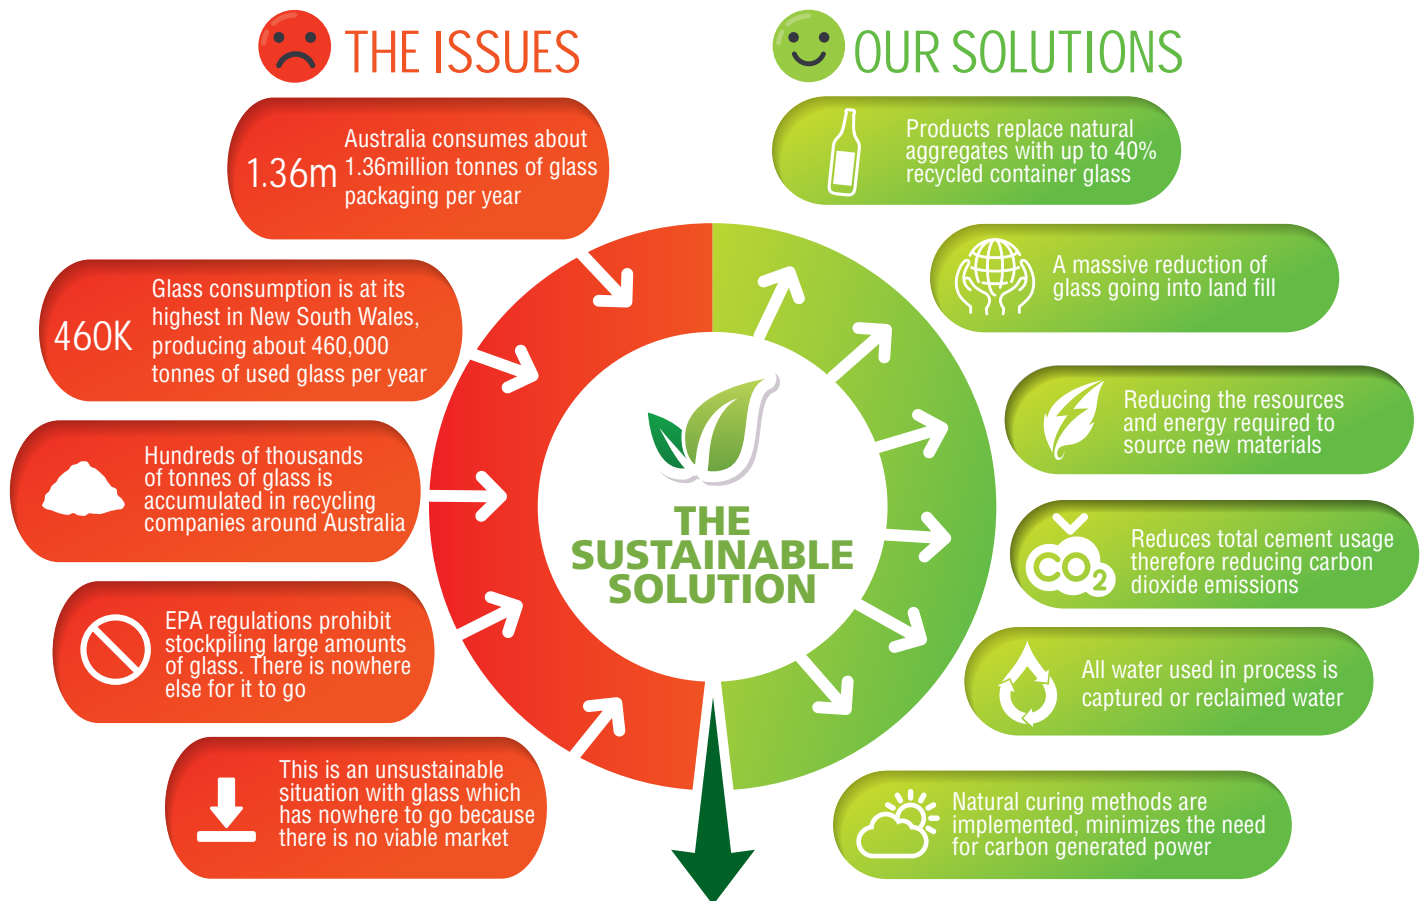 THE ISSUES
1.36m
Australia consumes about
1.36million tonnes of glass
packaging per year
460K
Glass consumption is at its
highest in New South Wales,
producing about 460,000
tonnes of used glass per year
Hundreds of thousands
of tonnes of glass is
accumulated in recycling
companies around Australia
EPA regulations prohibit
stockpiling large amounts
of glass. There is nowhere
else for it to go
This is an unsustainable
situation with glass which
has nowhere to go because
there is no viable market
THE
SUSTAINABLE
SOLUTION
OUR SOLUTIONS
Products replace natural
aggregates with up to 40%
recycled container glass
A massive reduction of
glass going into land fill
Reducing the resources
and energy required to
source new materials
CO2
Reduces total cement usage
therefore reducing carbon
dioxide emissions
All water used in process is
captured or reclaimed water
Natural curing methods are
implemented, minimizes the need
for carbon generated power